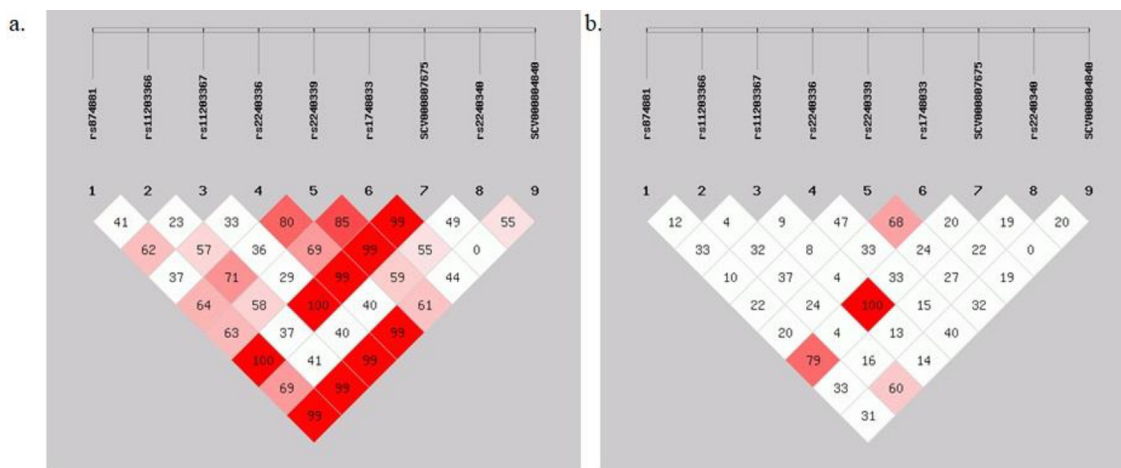 a.
rs874881
rs11203366
rs11203367
rs2240336
rs2240339
rs1748033
SCV000807675
rs2240340
SCV000804840
1 2 3 4 5 6 7 8 9
41 23 33 80 85 99 49 55
62 57 36 69 99 55 0
37 71 29 99 59 44
64 58 100 40 61
63 37 40 99
100 41 99
69 99
99
b.
rs874881
rs11203366
rs11203367
rs2240336
rs2240339
rs1748033
SCV000807675
rs2240340
SCV000804840
1 2 3 4 5 6 7 8 9
12 4 9 47 68 20 19 20
33 32 8 33 24 22 0
10 37 4 33 27 19
22 24 100 15 32
20 4 13 40
79 16 14
33 60
31